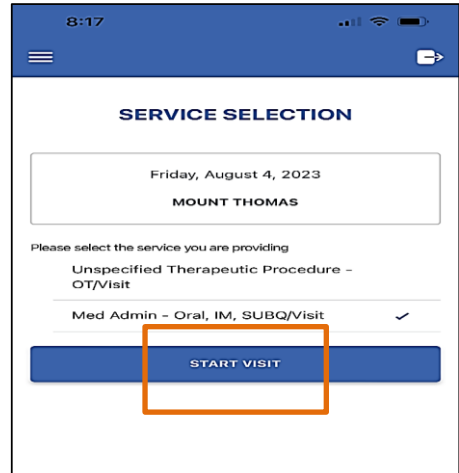 8:17
SERVICE SELECTION
Friday, August 4, 2023
MOUNT THOMAS
Please select the service you are providing
Unspecified Therapeutic Procedure -
OT/Visit
Med Admin - Oral, IM, SUBQ/Visit
START VISIT